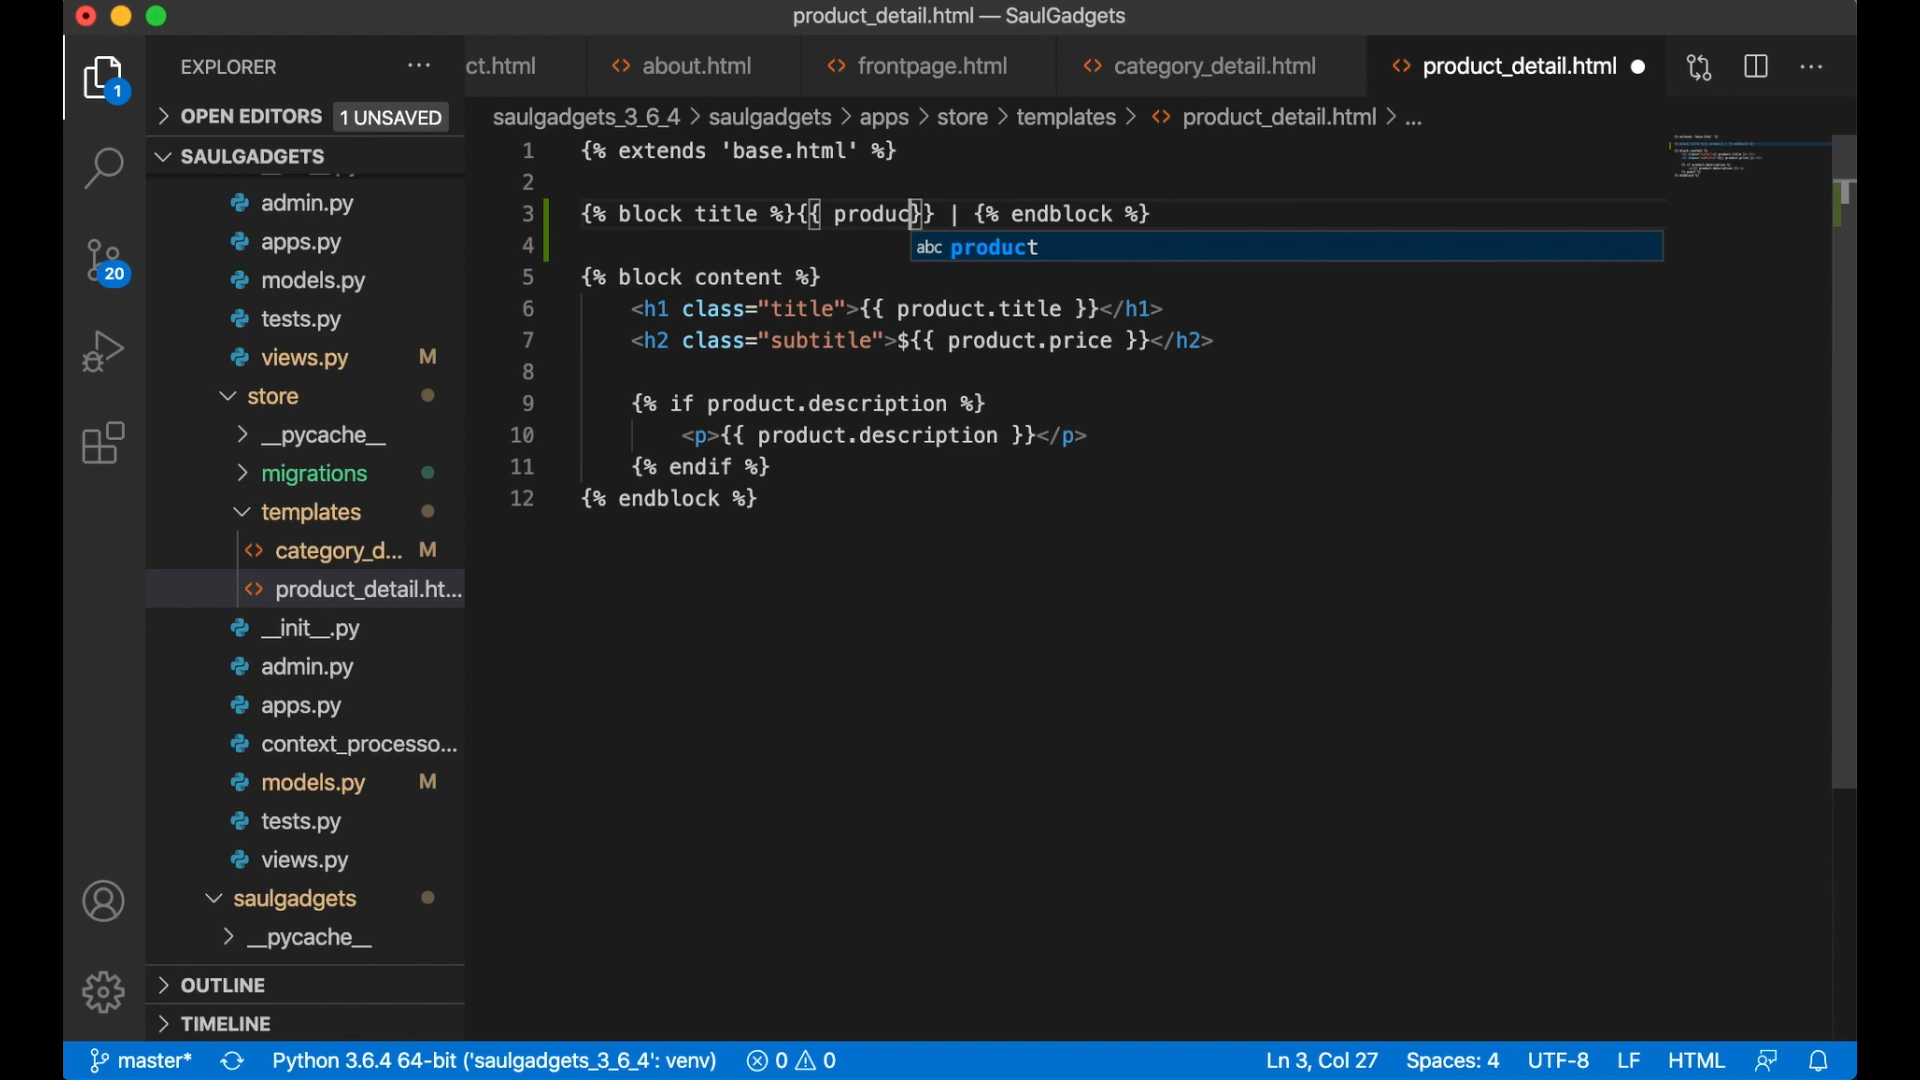 product_detail.html — SaulGadgets
EXPLORER
ct.html
about.html
frontpage.html
category_detail.html
product_detail.html
1
OPEN EDITORS
1 UNSAVED
saulgadgets_3_6_4 > saulgadgets > apps > store > templates > product_detail.html > ...
SAULGADGETS
admin.py
apps.py
models.py
tests.py
views.py M
store
__pycache__
migrations
templates
category_d... M
product_detail.ht...
__init__.py
admin.py
apps.py
context_processo...
models.py M
tests.py
views.py
saulgadgets
__pycache__
OUTLINE
TIMELINE
20
1 {% extends 'base.html' %}
2
3 {% block title %}{{ produc}} | {% endblock %}
4
abc product
5 {% block content %}
6 <h1 class="title">{{ product.title }}</h1>
7 <h2 class="subtitle">${{ product.price }}</h2>
8
9 {% if product.description %}
10 <p>{{ product.description }}</p>
11 {% endif %}
12 {% endblock %}
master* Python 3.6.4 64-bit ('saulgadgets_3_6_4': venv) 0 0 Ln 3, Col 27 Spaces: 4 UTF-8 LF HTML